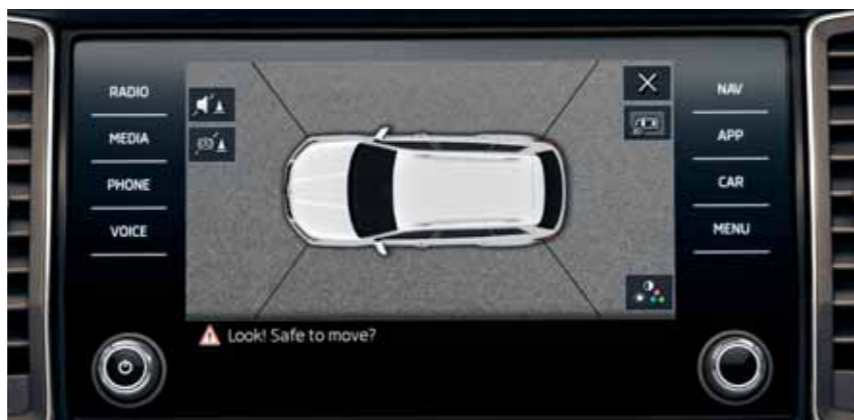 RADIO
MEDIA
PHONE
VOICE
NAV
APP
CAR
MENU
Look! Safe to move?